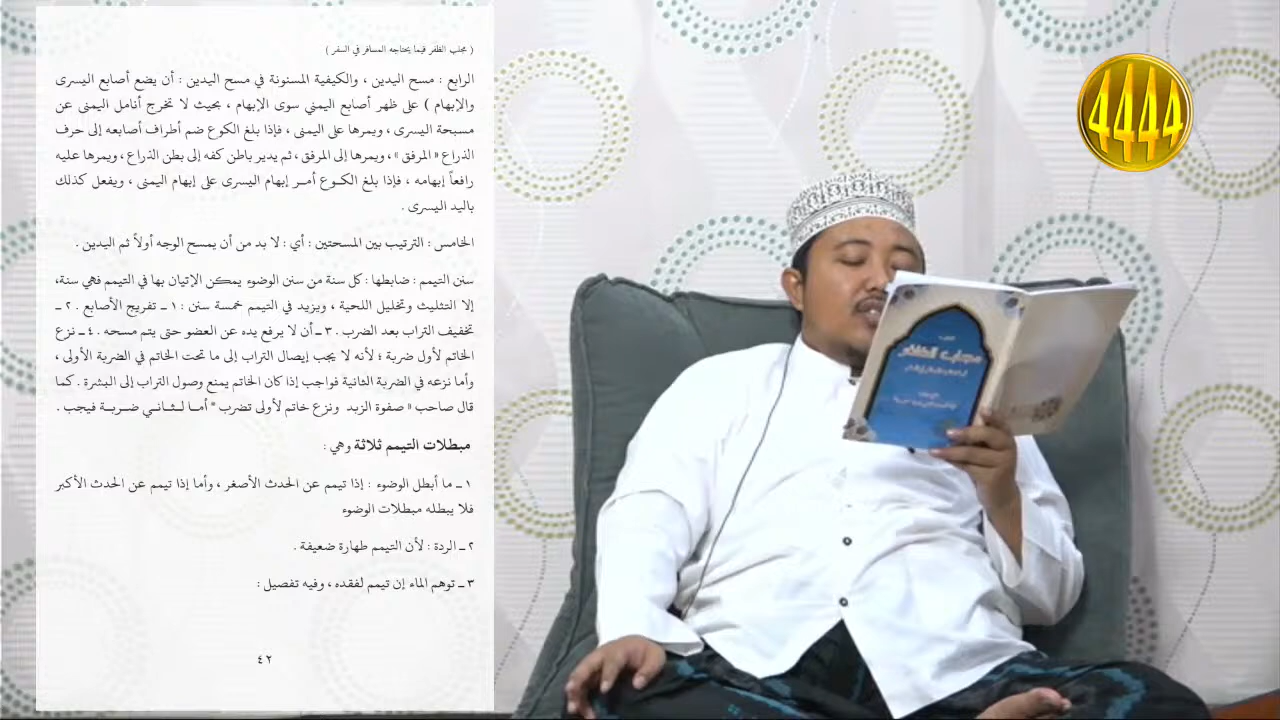 ( مجلب الظفر فيما يحتاجه المسافر في السفر )
الرابع : مسح اليدين ، والكيفية المسنونة في مسح اليدين : أن يضع أصابع اليسرى
والإبهام ) على ظهر أصابع اليمني سوى الإبهام ، بحيث لا تخرج أنامل اليمنى عن
مسبحة اليسرى ، ويمرها على اليمنى ، فإذا بلغ الكوع ضم أطراف أصابعه إلى حرف
الذراع « المرفق » ، ويمرها إلى المرفق ، ثم يدير باطن كفه إلى بطن الذراع ، ويمرها عليه
رافعاً إبهامه ، فإذا بلغ الكوع أمر إبهام اليسرى على إبهام اليمنى ، ويفعل كذلك
باليد اليسرى .
الخامس : الترتيب بين المسحتين : أي : لا بد من أن يمسح الوجه أولاً ثم اليدين .
سنن التيمم : ضابطها : كل سنة من سنن الوضوء يمكن الإتيان بها في التيمم فهي سنة،
إلا التثليث وتخليل اللحية ، ويزيد في التيمم خمسة سنن : ١ ـ تفريج الأصابع . ٢ ـ
تخفيف التراب بعد الضرب . ٣ ـ أن لا يرفع يده عن العضو حتى يتم مسحه . ٤ ـ نزع
الخاتم لأول ضربة ؛ لأنه لا يجب إيصال التراب إلى ما تحت الخاتم في الضربة الأولى ،
وأما نزعه في الضربة الثانية فواجب إذا كان الخاتم يمنع وصول التراب إلى البشرة . كما
قال صاحب « صفوة الزبد ونزع خاتم لأولى تضرب * أما لثاني ضربة فيجب .
مبطلات التيمم ثلاثة وهي :
١ ـ ما أبطل الوضوء : إذا تيمم عن الحدث الأصغر ، وأما إذا تيمم عن الحدث الأكبر
فلا يبطله مبطلات الوضوء
٢ ـ الردة : لأن التيمم طهارة ضعيفة .
٣ ـ توهم الماء إن تيمم لفقده ، وفيه تفصيل :
٤٢
4444
مجلب الظفر